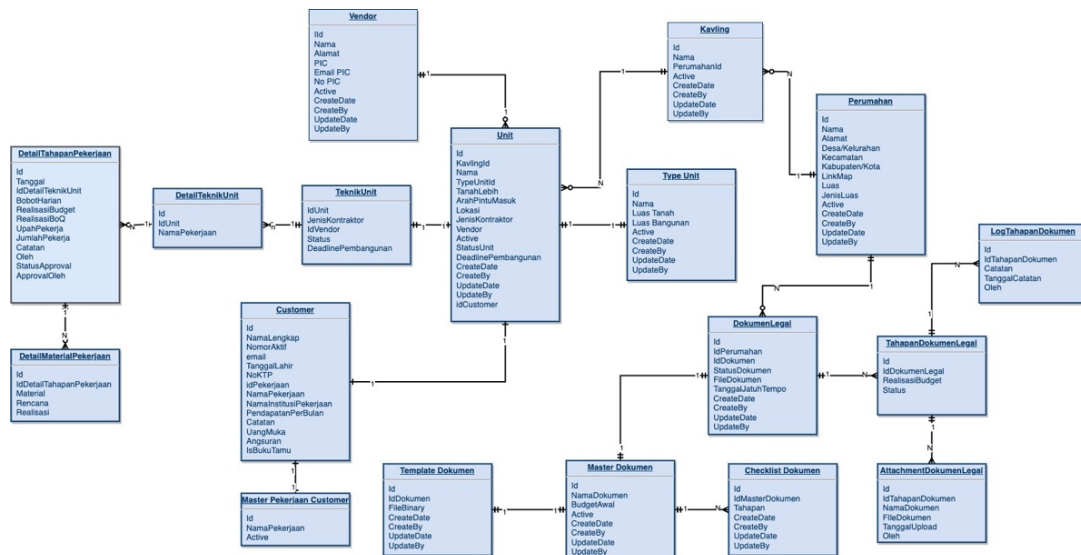 Vendor
IId
Nama
Alamat
PIC
Email PIC
No PIC
Active
CreateDate
CreateBy
UpdateDate
UpdateBy
Kavling
Id
Nama
PerumahanId
Active
CreateDate
CreateBy
UpdateDate
UpdateBy
Perumahan
Id
Nama
Alamat
Desa/Kelurahan
Kecamatan
Kabupaten/Kota
LinkMap
Luas
JenisLuas
Active
CreateDate
CreateBy
UpdateDate
UpdateBy
Unit
Id
KavlingId
Nama
TypeUnitId
TanahLebih
ArahPintuMasuk
Lokasi
JenisKontraktor
Vendor
Active
StatusUnit
DeadlinePembangunan
CreateDate
CreateBy
UpdateDate
UpdateBy
idCustomer
DetailTahapanPekerjaan
Id
Tanggal
IdDetailTeknikUnit
BobotHarian
RealisasiBudget
RealisasiBoQ
UpahPekerja
JumlahPekerja
Catatan
Oleh
StatusApproval
ApprovalOleh
DetailTeknikUnit
Id
IdUnit
NamaPekerjaan
TeknikUnit
IdUnit
JenisKontraktor
IdVendor
Status
DeadlinePembangunan
Type Unit
Id
Nama
Luas Tanah
Luas Bangunan
Active
CreateDate
CreateBy
UpdateDate
UpdateBy
LogTahapanDokumen
Id
IdTahapanDokumen
Catatan
TanggalCatatan
Oleh
Customer
Id
NamaLengkap
NomorAktif
email
TanggalLahir
NoKTP
idPekerjaan
NamaPekerjaan
NamaInstitusiPekerjaan
PendapatanPerBulan
Catatan
UangMuka
Angsuran
IsBukuTamu
DokumenLegal
Id
IdPerumahan
IdDokumen
StatusDokumen
FileDokumen
TanggalJatuhTempo
CreateDate
CreateBy
UpdateDate
UpdateBy
TahapanDokumenLegal
Id
IDDokumenLegal
RealisasiBudget
Status
DetailMaterialPekerjaan
Id
IdDetailTahapanPekerjaan
Material
Rencana
Realisasi
Master Pekerjaan Customer
Id
NamaPekerjaan
Active
Template Dokumen
Id
IdDokumen
FileBinary
CreateDate
CreateBy
UpdateDate
UpdateBy
Master Dokumen
Id
NamaDokumen
BudgetAwal
Active
CreateDate
CreateBy
UpdateDate
UpdateBy
Checklist Dokumen
Id
IdMasterDokumen
Tahapan
CreateDate
CreateBy
UpdateDate
UpdateBy
AttachmentDokumenLegal
Id
IdTahapanDokumen
NamaDokumen
FIleDokumen
TanggalUpload
Oleh